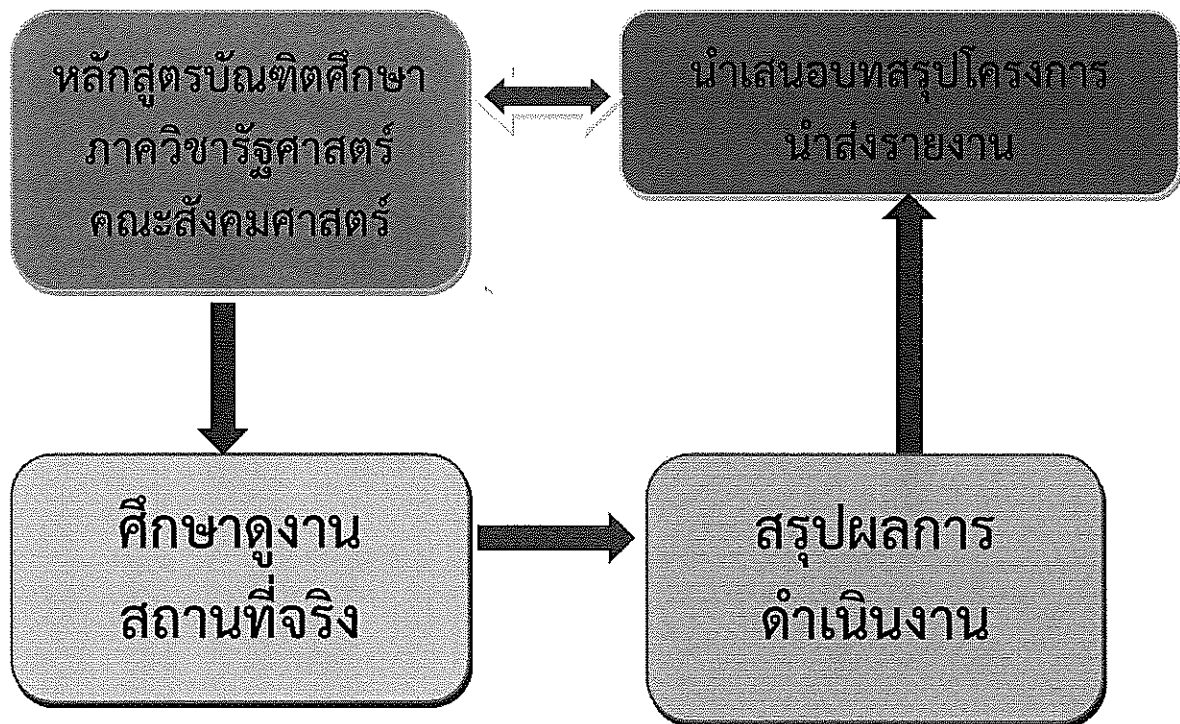 หลักสูตรบัณฑิตศึกษา
ภาควิชารัฐศาสตร์
คณะสังคมศาสตร์
นำเสนอบทสรุปโครงการ
นำส่งรายงาน
ศึกษาดูงาน
สถานที่จริง
สรุปผลการ
ดำเนินงาน